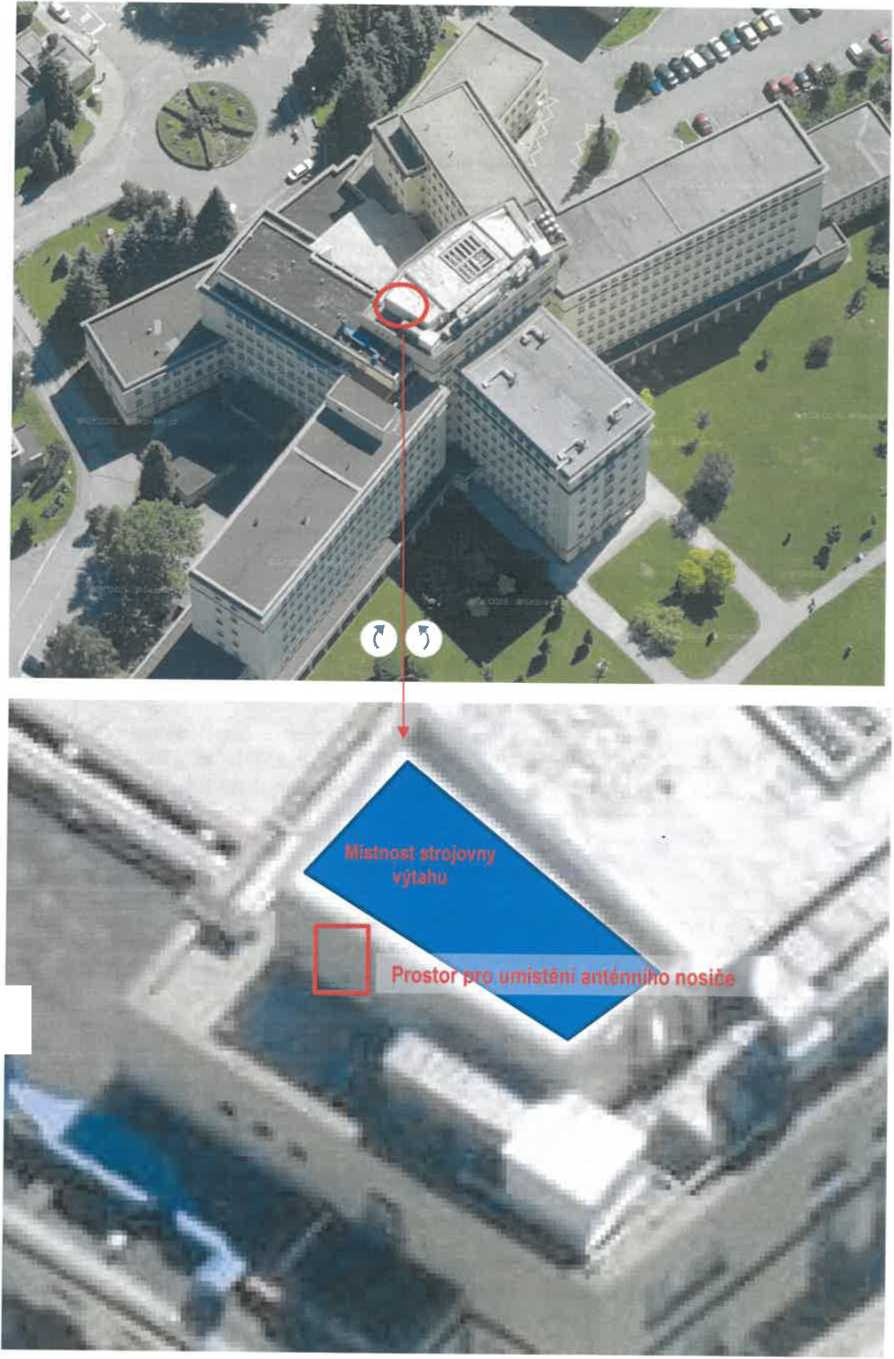 Místnost strojovny
výtahu
Prostor pro umístění anténního nosiče